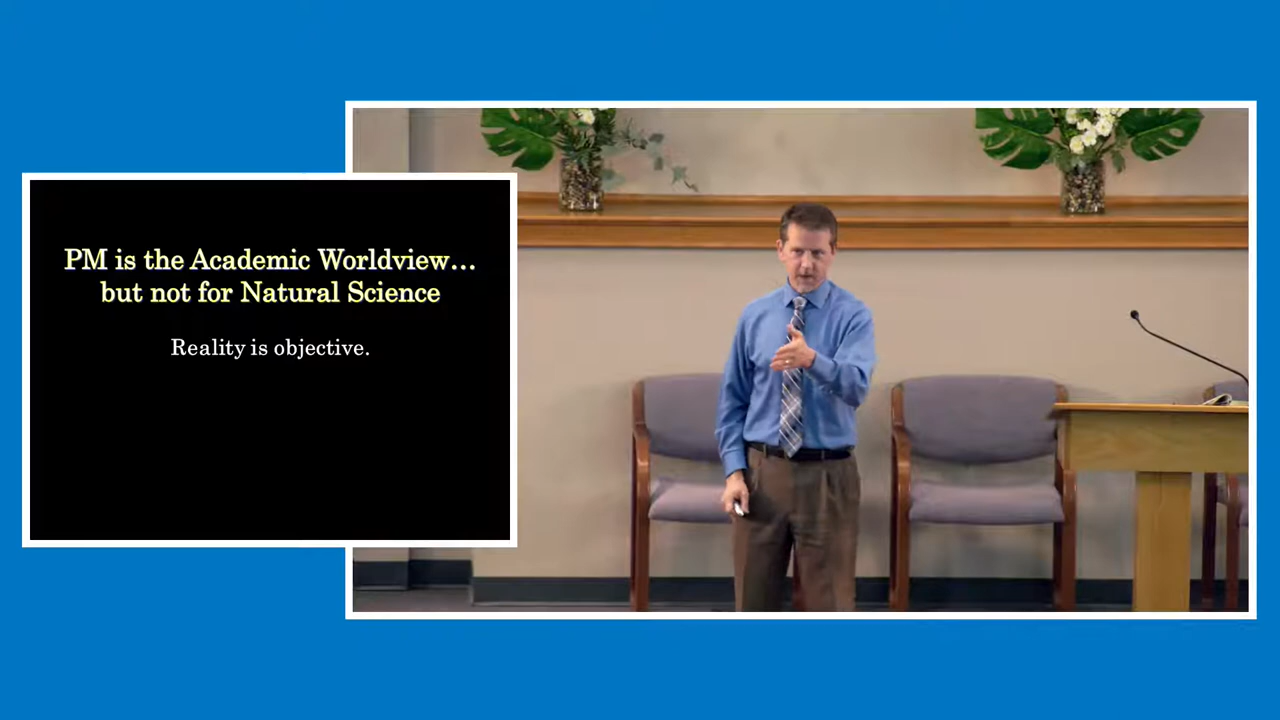 PM is the Academic Worldview…
but not for Natural Science
Reality is objective.